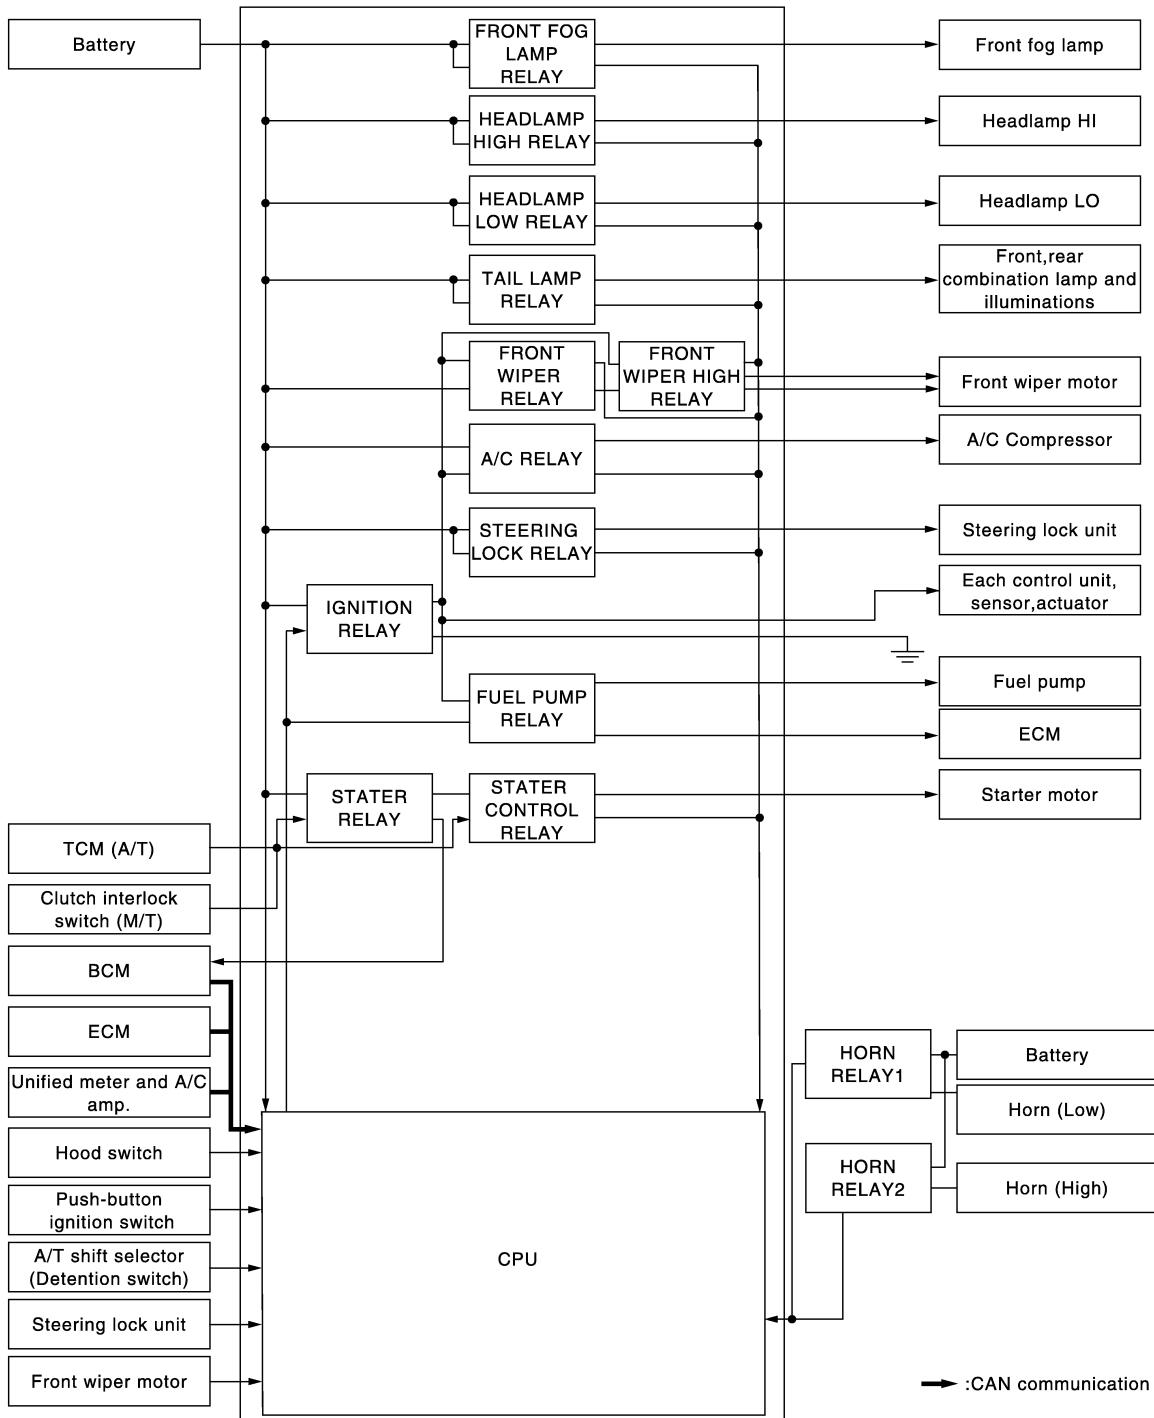 Battery
FRONT FOG
LAMP
RELAY
Front fog lamp
HEADLAMP
HIGH RELAY
Headlamp HI
HEADLAMP
LOW RELAY
Headlamp LO
TAIL LAMP
RELAY
Front,rear
combination lamp and
illuminations
FRONT
WIPER
RELAY
FRONT
WIPER HIGH
RELAY
Front wiper motor
A/C RELAY
A/C Compressor
STEERING
LOCK RELAY
Steering lock unit
IGNITION
RELAY
Each control unit,
sensor,actuator
FUEL PUMP
RELAY
Fuel pump
ECM
STATER
RELAY
STATER
CONTROL
RELAY
Starter motor
TCM (A/T)
Clutch interlock
switch (M/T)
BCM
ECM
Unified meter and A/C
amp.
Hood switch
Push-button
ignition switch
A/T shift selector
(Detention switch)
Steering lock unit
Front wiper motor
CPU
HORN
RELAY1
Battery
Horn (Low)
HORN
RELAY2
Horn (High)
:CAN communication